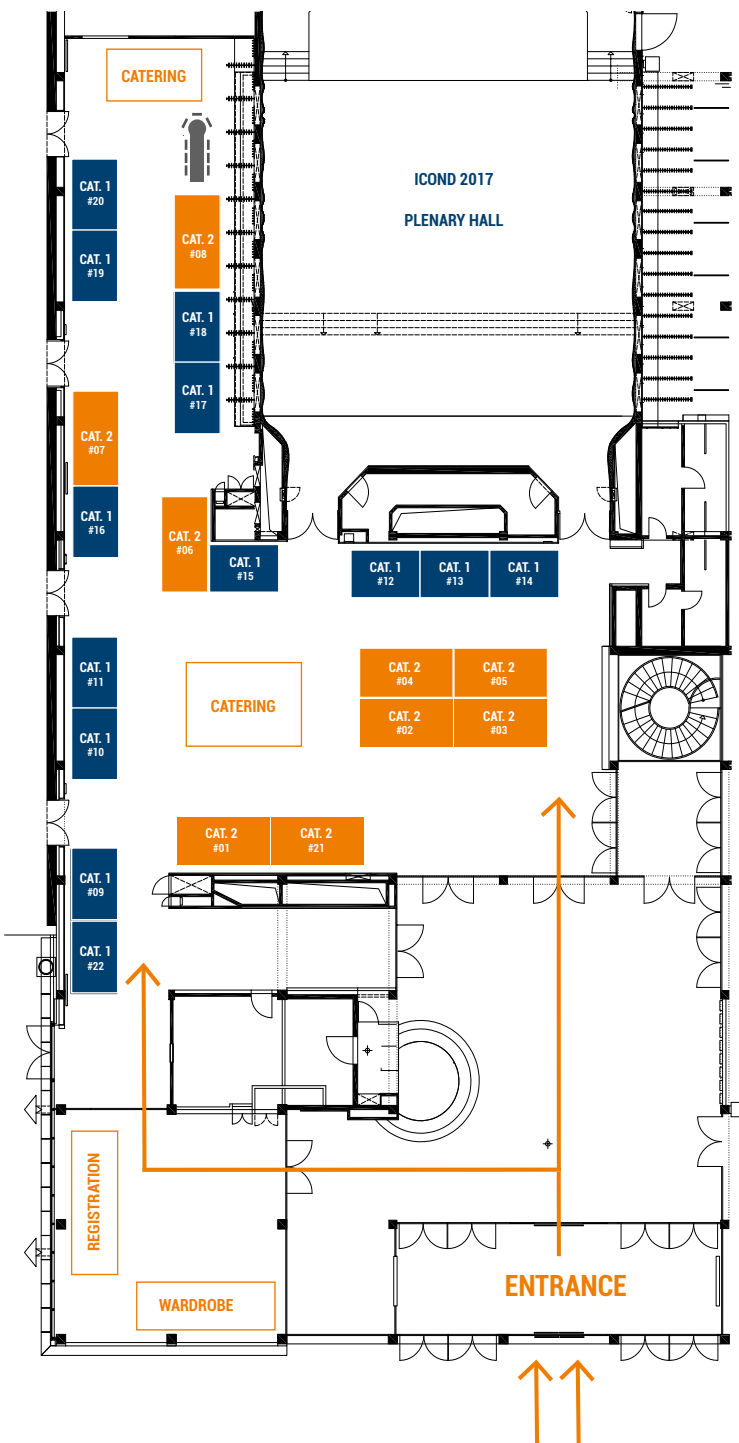 CATERING
ICOND 2017
PLENARY HALL
CAT. 1
#20
CAT. 1
#19
CAT. 2
#08
CAT. 1
#18
CAT. 1
#17
CAT. 2
#07
CAT. 1
#16
CAT. 2
#06
CAT. 1
#15
CAT. 1
#12
CAT. 1
#13
CAT. 1
#14
CAT. 1
#11
CAT. 1
#10
CATERING
CAT. 2
#04
CAT. 2
#05
CAT. 2
#02
CAT. 2
#03
CAT. 2
#01
CAT. 2
#21
CAT. 1
#09
CAT. 1
#22
REGISTRATION
WARDROBE
ENTRANCE